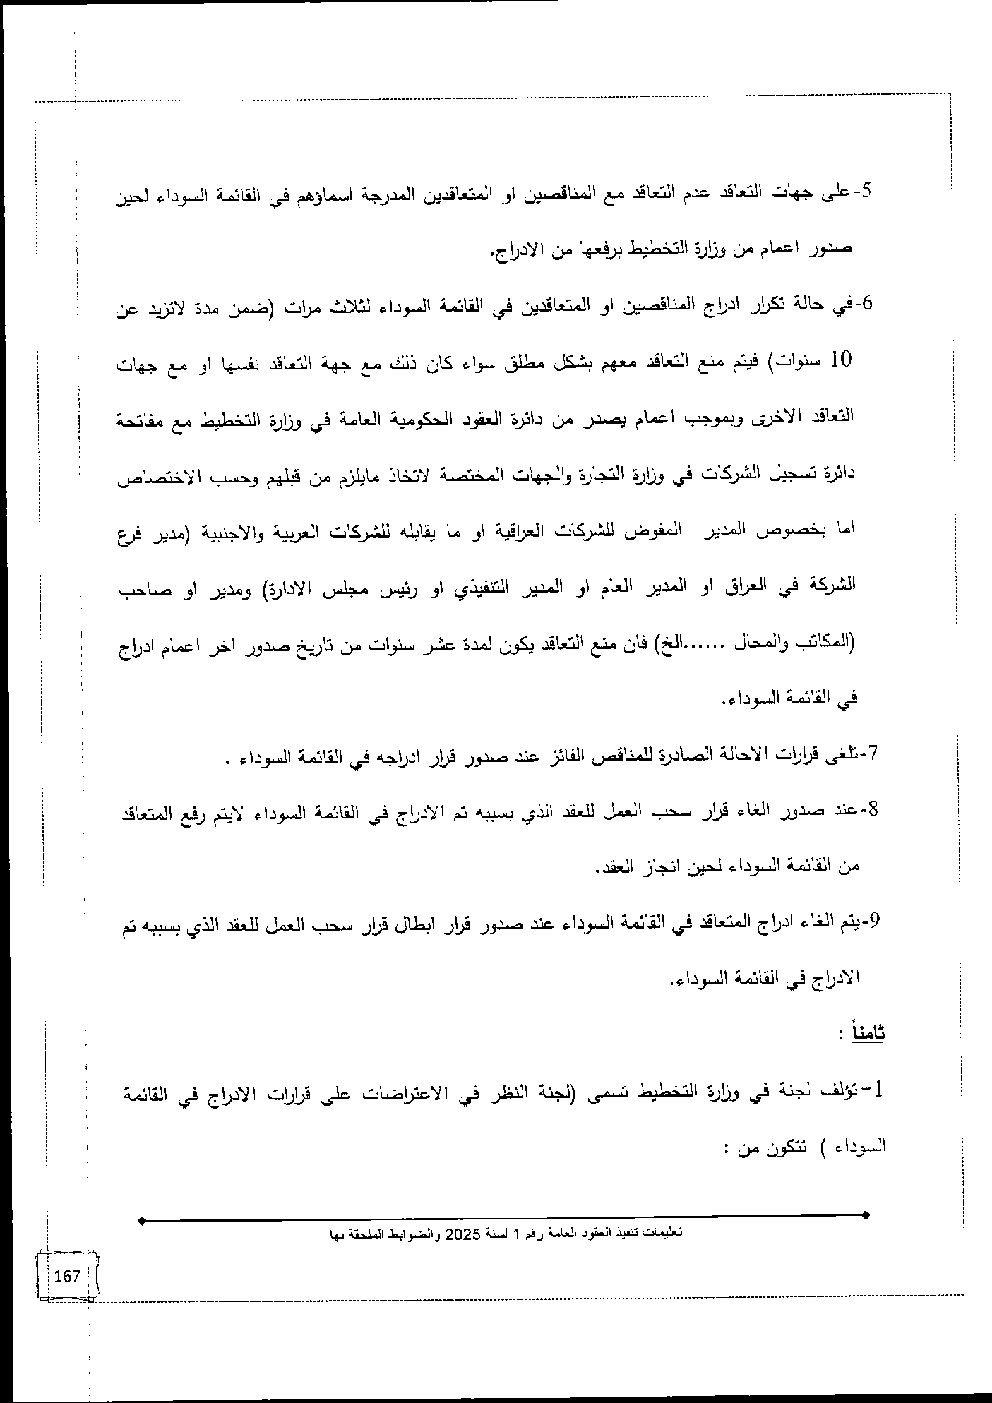 5-على جهات التعاقد عدم التعاقد مع المناقصين او المتعاقدين المدرجة اسماؤهم في القائمة السوداء لحين
صدور اعمام من وزارة التخطيط برفعها من الادراج.
6-في حالة تكرار ادراج المناقصين او المتعاقدين في القائمة السوداء لثلاث مرات (ضمن مدة لاتزيد عن
10 سنوات) فيتم منع التعاقد معهم بشكل مطلق سواء كان ذلك مع جهة التعاقد نفسها او مع جهات
التعاقد الاخرى وبموجب اعمام يصدر من دائرة العقود الحكومية العامة في وزارة التخطيط مع مفاتحة
دائرة تسجيل الشركات في وزارة التجارة والجهات المختصة لاتخاذ مايلزم من قبلهم وحسب الاختصاص
اما بخصوص المدير المفوض للشركات العراقية او ما يقابله للشركات العربية والاجنبية (مدير فرع
الشركة في العراق او المدير العام او المدير التنفيذي او رئيس مجلس الادارة) ومدير او صاحب
(المكاتب والمحال ......الخ) فان منع التعاقد يكون لمدة عشر سنوات من تاريخ صدور اخر اعمام ادراج
في القائمة السوداء.
7-تلغى قرارات الاحالة الصادرة للمناقص الفائز عند صدور قرار ادراجه في القائمة السوداء .
8-عند صدور الغاء قرار سحب العمل للعقد الذي بسببه تم الادراج في القائمة السوداء لايتم رفع المتعاقد
من القائمة السوداء لحين انجاز العقد.
9-يتم الغاء ادراج المتعاقد في القائمة السوداء عند صدور قرار ابطال قرار سحب العمل للعقد الذي بسببه تم
الادراج في القائمة السوداء.
ثامناً :
1-تؤلف لجنة في وزارة التخطيط تسمى (لجنة النظر في الاعتراضات على قرارات الادراج في القائمة
السوداء ) تتكون من :
تعليمات تنفيذ العقود العامة رقم 1 لسنة 2025 والضوابط الملحقة بها
167